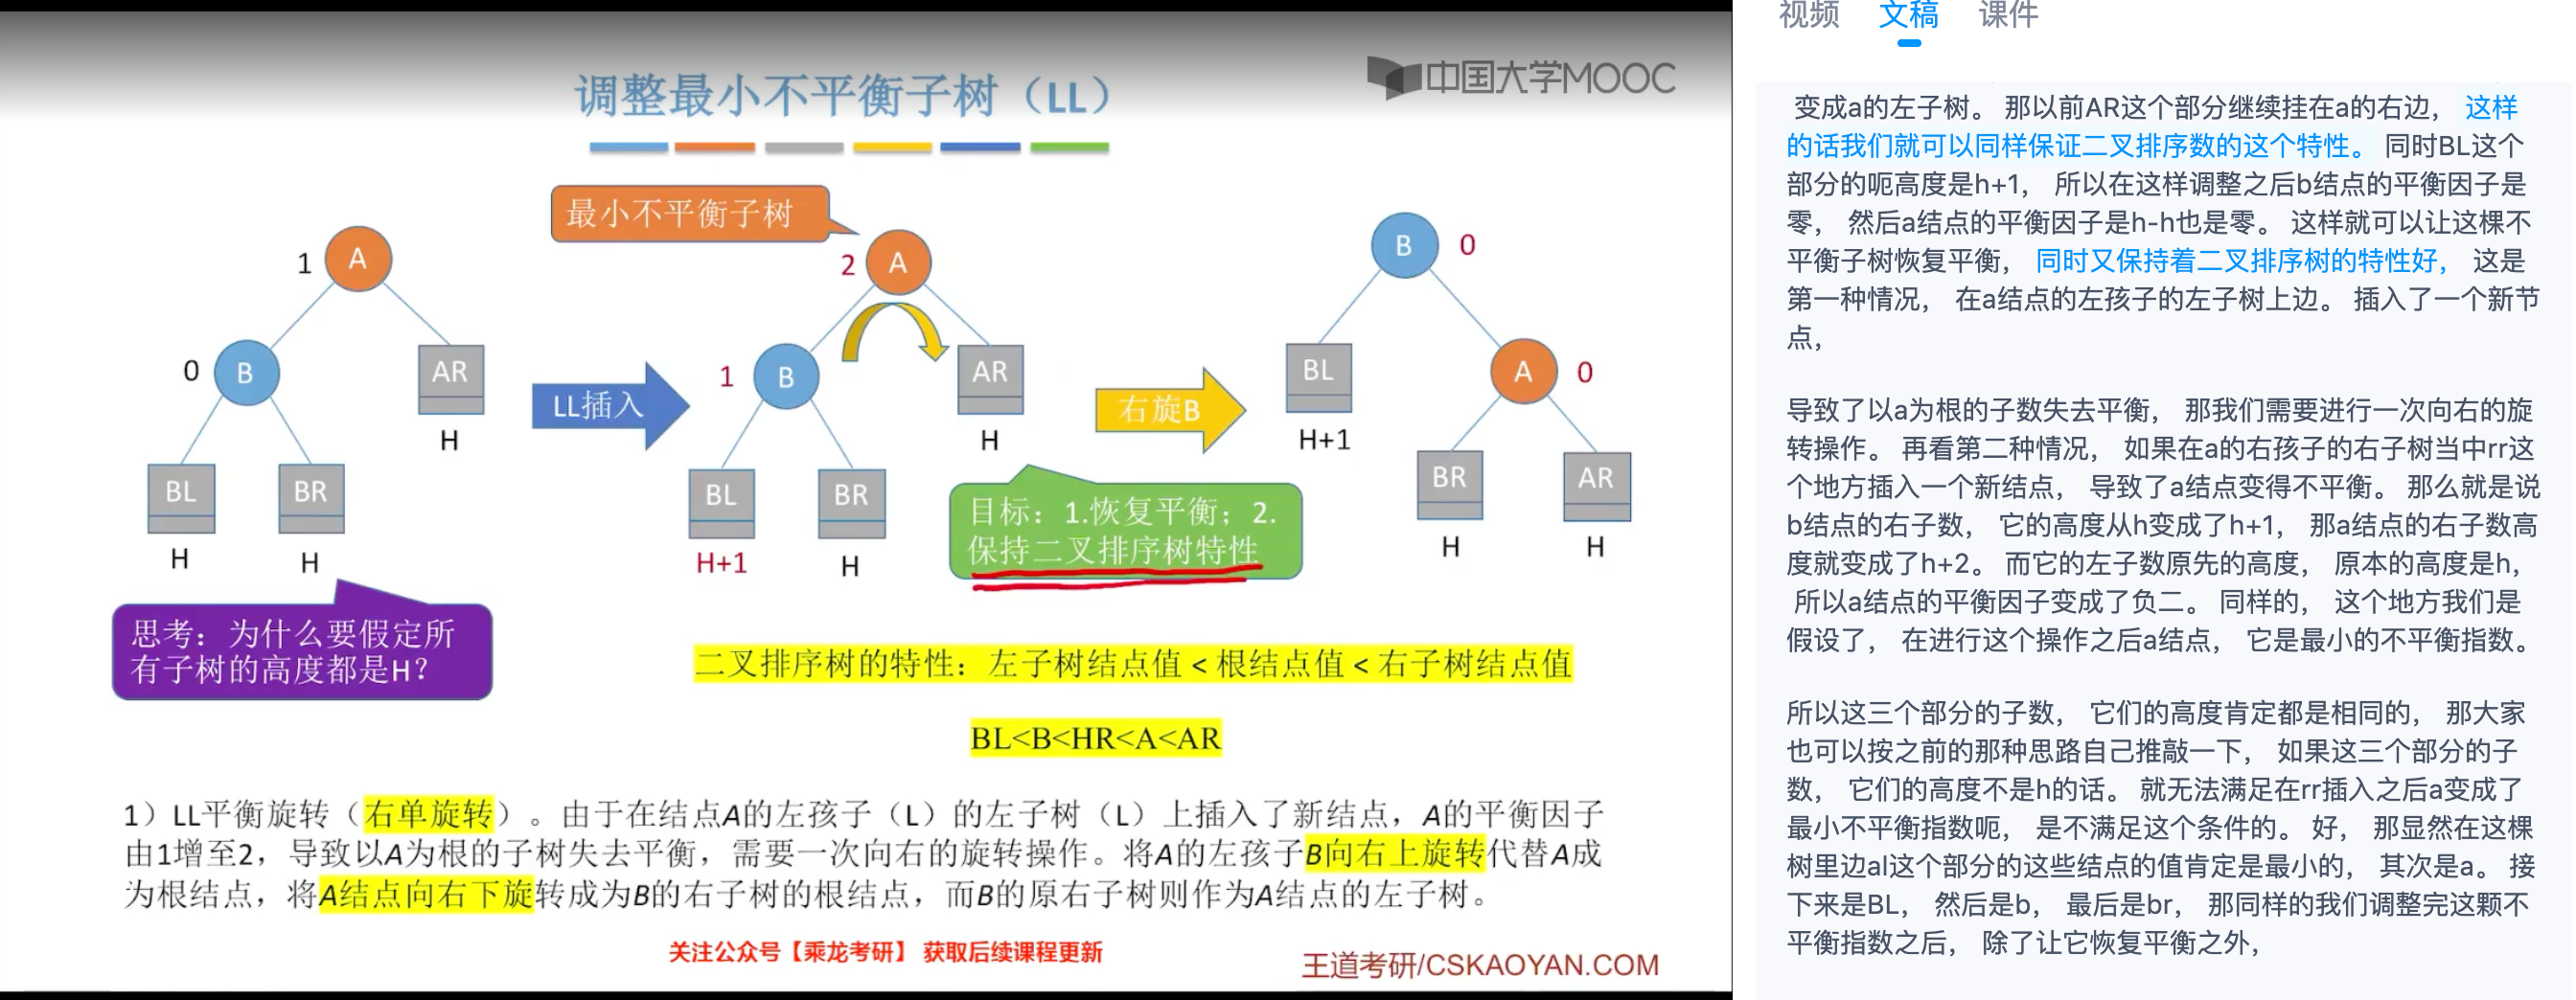 中国大学MOOC
调整最小不平衡子树（LL）
最小不平衡子树
1
A
0
B
AR
H
BL
BR
H
H
LL插入
2
A
1
B
AR
H
BL
BR
H+1
H
右旋B
B
0
BL
H+1
A
0
BR
AR
H
H
目标：1.恢复平衡；2.
保持二叉排序树特性
思考：为什么要假定所
有子树的高度都是H？
二叉排序树的特性：左子树结点值 < 根结点值 < 右子树结点值
BL<B<HR<A<AR
1）LL平衡旋转（右单旋转）。由于在结点A的左孩子（L）的左子树（L）上插入了新结点，A的平衡因子
由1增至2，导致以A为根的子树失去平衡，需要一次向右的旋转操作。将A的左孩子B向右上旋转代替A成
为根结点，将A结点向右下旋转成为B的右子树的根结点，而B的原右子树则作为A结点的左子树。
关注公众号【乘龙考研】 获取后续课程更新
王道考研/CSKAOYAN.COM
视频 文稿 课件
变成a的左子树。 那以前AR这个部分继续挂在a的右边， 这样
的话我们就可以同样保证二叉排序数的这个特性。 同时BL这个
部分的呃高度是h+1， 所以在这样调整之后b结点的平衡因子是
零， 然后a结点的平衡因子是h-h也是零。 这样就可以让这棵不
平衡子树恢复平衡， 同时又保持着二叉排序树的特性好， 这是
第一种情况， 在a结点的左孩子的左子树上边。 插入了一个新节
点，
导致了以a为根的子数失去平衡， 那我们需要进行一次向右的旋
转操作。 再看第二种情况， 如果在a的右孩子的右子树当中rr这
个地方插入一个新结点， 导致了a结点变得不平衡。 那么就是说
b结点的右子数， 它的高度从h变成了h+1， 那a结点的右子数高
度就变成了h+2。 而它的左子数原先的高度， 原本的高度是h，
所以a结点的平衡因子变成了负二。 同样的， 这个地方我们是
假设了， 在进行这个操作之后a结点， 它是最小的不平衡指数。
所以这三个部分的子数， 它们的高度肯定都是相同的， 那大家
也可以按之前的那种思路自己推敲一下， 如果这三个部分的子
数， 它们的高度不是h的话。 就无法满足在rr插入之后a变成了
最小不平衡指数呃， 是不满足这个条件的。 好， 那显然在这棵
树里边al这个部分的这些结点的值肯定是最小的， 其次是a。 接
下来是BL， 然后是b， 最后是br， 那同样的我们调整完这颗不
平衡指数之后， 除了让它恢复平衡之外，